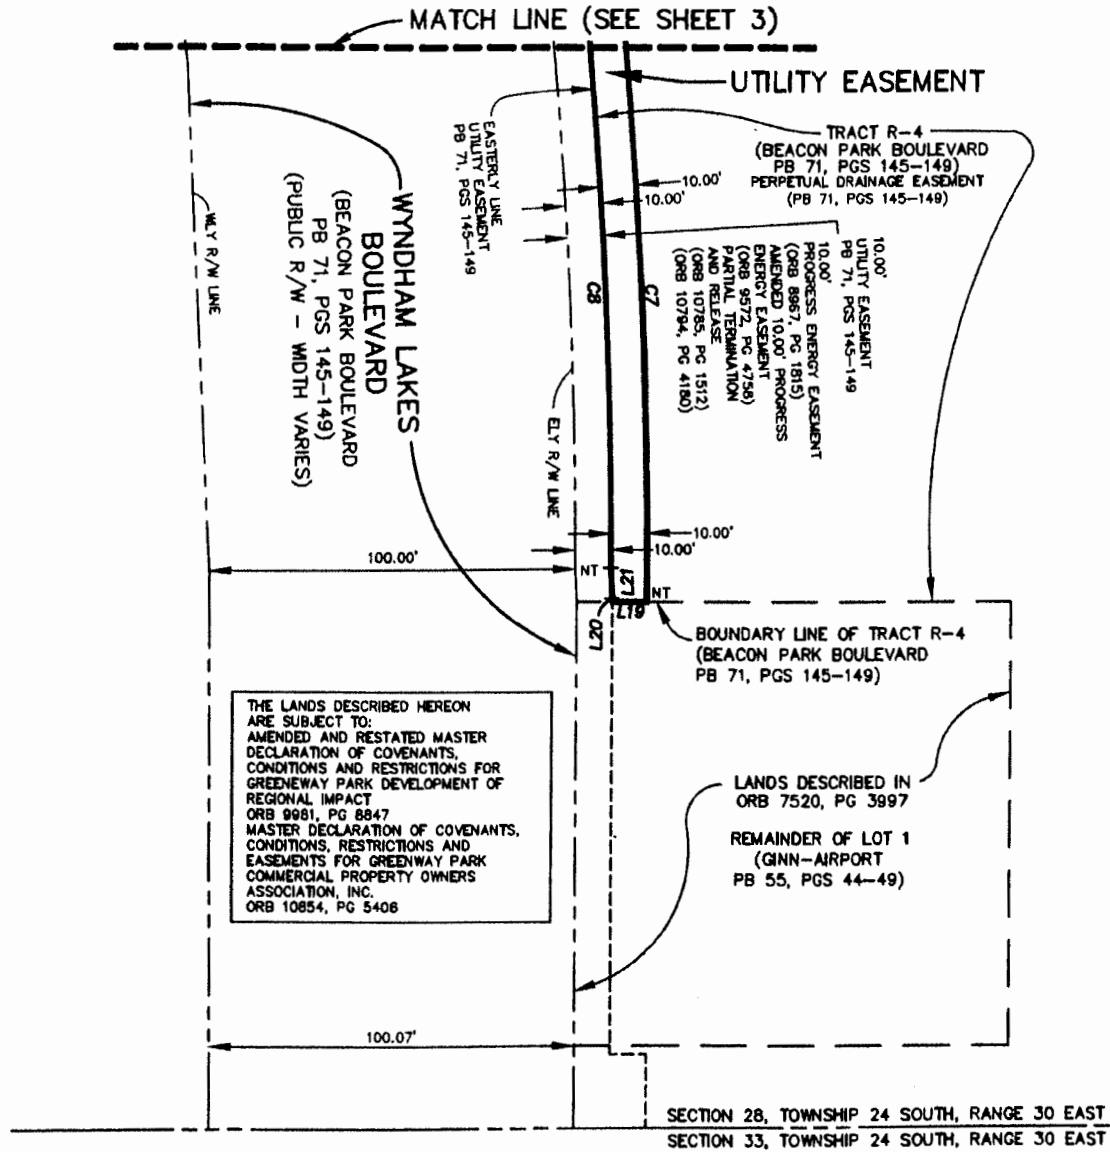 MATCH LINE (SEE SHEET 3)
UTILITY EASEMENT
TRACT R-4
(BEACON PARK BOULEVARD
PB 71, PGS 145-149)
PERPETUAL DRAINAGE EASEMENT
(PB 71, PGS 145-149)
EASTERLY LINE
UTILITY EASEMENT
PB 71, PGS 145-149
10.00'
10.00'
10.00'
UTILITY EASEMENT
PB 71, PGS 145-149
10.00'
PROGRESS ENERGY EASEMENT
(ORB 8967, PG 1815)
AMENDED 10.00' PROGRESS
ENERGY EASEMENT
(ORB 9572, PG 4758)
PARTIAL TERMINATION
AND RELEASE
(ORB 10785, PG 1512)
(ORB 10794, PG 4180)
WLY R/W LINE
WYNDHAM LAKES
BOULEVARD
(BEACON PARK BOULEVARD
PB 71, PGS 145-149)
(PUBLIC R/W - WIDTH VARIES)
C8
C7
ELY R/W LINE
10.00'
10.00'
100.00'
NT
L21
NT
L19
L20
BOUNDARY LINE OF TRACT R-4
(BEACON PARK BOULEVARD
PB 71, PGS 145-149)
THE LANDS DESCRIBED HEREON
ARE SUBJECT TO:
AMENDED AND RESTATED MASTER
DECLARATION OF COVENANTS,
CONDITIONS AND RESTRICTIONS FOR
GREENEWAY PARK DEVELOPMENT OF
REGIONAL IMPACT
ORB 9981, PG 8847
MASTER DECLARATION OF COVENANTS,
CONDITIONS, RESTRICTIONS AND
EASEMENTS FOR GREENWAY PARK
COMMERCIAL PROPERTY OWNERS
ASSOCIATION, INC.
ORB 10854, PG 5406
LANDS DESCRIBED IN
ORB 7520, PG 3997
REMAINDER OF LOT 1
(GINN-AIRPORT
PB 55, PGS 44-49)
100.07'
SECTION 28, TOWNSHIP 24 SOUTH, RANGE 30 EAST
SECTION 33, TOWNSHIP 24 SOUTH, RANGE 30 EAST